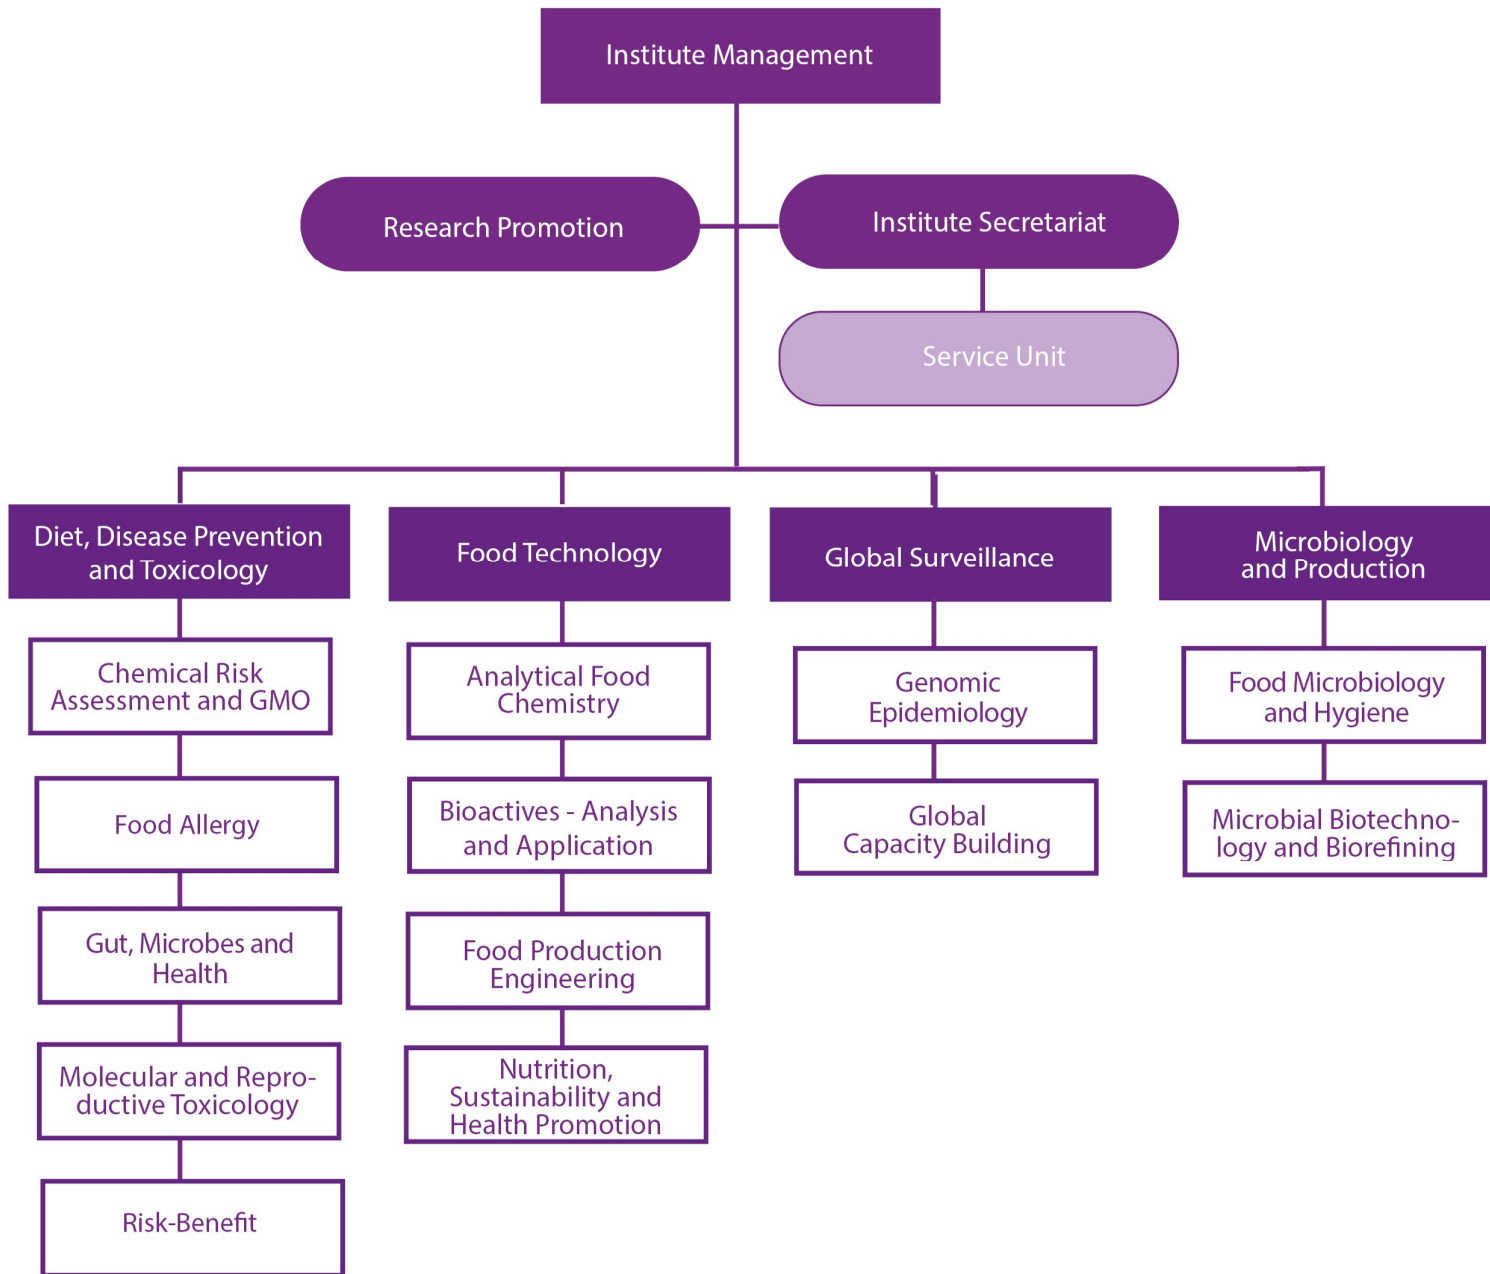 Institute Management
Research Promotion
Institute Secretariat
Service Unit
Diet, Disease Prevention
and Toxicology
Chemical Risk
Assessment and GMO
Food Allergy
Gut, Microbes and
Health
Molecular and Repro-
ductive Toxicology
Risk-Benefit
Food Technology
Analytical Food
Chemistry
Bioactives - Analysis
and Application
Food Production
Engineering
Nutrition,
Sustainability and
Health Promotion
Global Surveillance
Genomic
Epidemiology
Global
Capacity Building
Microbiology
and Production
Food Microbiology
and Hygiene
Microbial Biotechno-
logy and Biorefining